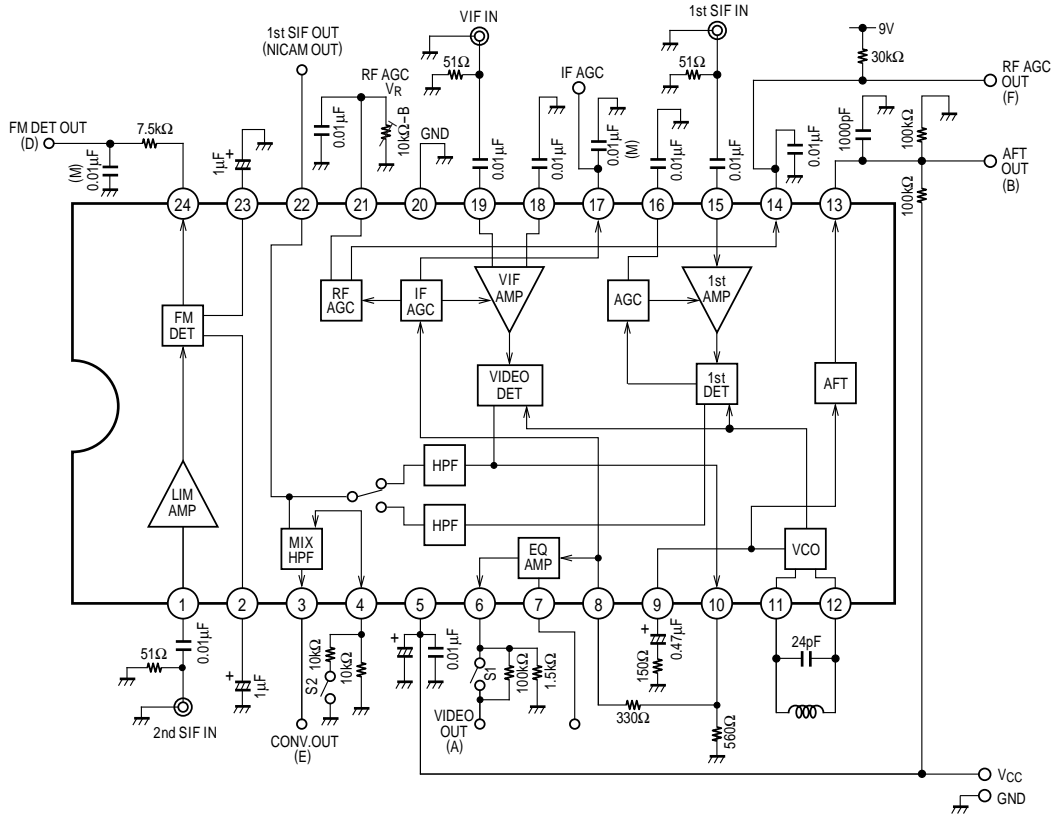 VIF IN
1st SIF IN
1st SIF OUT
(NICAM OUT)
51Ω
51Ω
9V
30kΩ
RF AGC
OUT
(F)
RF AGC
VR
IF AGC
FM DET OUT
(D)
7.5kΩ
(M)
0.01µF
1µF
+
0.01µF
10kΩ–B
GND
0.01µF
0.01µF
0.01µF
(M)
0.01µF
0.01µF
0.01µF
1000pF
100kΩ
AFT
OUT
(B)
100kΩ
24
23
22
21
20
19
18
17
16
15
14
13
RF
AGC
IF
AGC
VIF
AMP
AGC
1st
AMP
FM
DET
VIDEO
DET
1st
DET
AFT
LIM
AMP
HPF
HPF
MIX
HPF
EQ
AMP
VCO
1
2
3
4
5
6
7
8
9
10
11
12
51Ω
0.01µF
+
1µF
2nd SIF IN
10kΩ
S2
10kΩ
CONV.OUT
(E)
+
0.01µF
S1
100kΩ
1.5kΩ
VIDEO
OUT
(A)
330Ω
+
0.47µF
150Ω
560Ω
24pF
VCC
GND